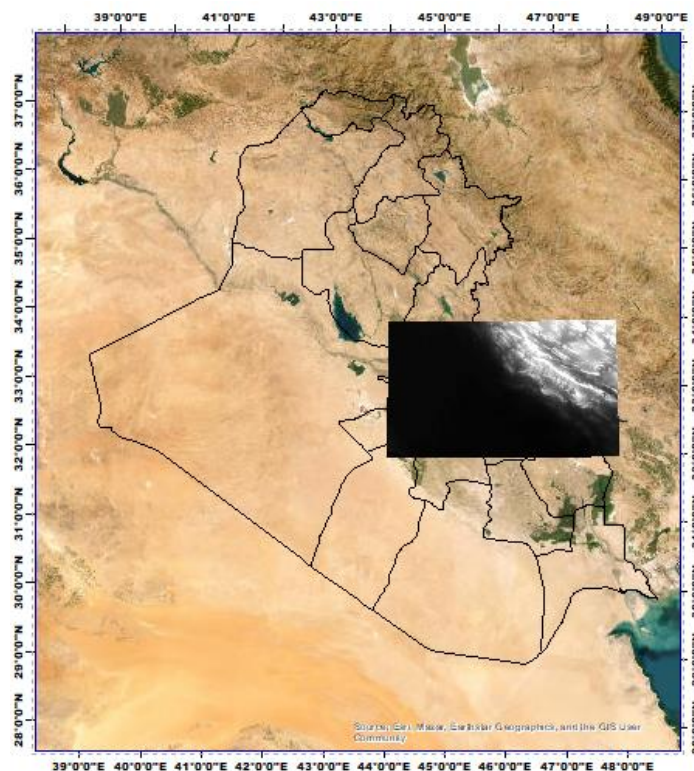 39°0'0"E 41°0'0"E 43°0'0"E 45°0'0"E 47°0'0"E 49°0'0"E
37°0'0"N
36°0'0"N
35°0'0"N
34°0'0"N
33°0'0"N
32°0'0"N
31°0'0"N
30°0'0"N
29°0'0"N
28°0'0"N
Source: Esri, Maxar, Earthstar Geographics, and the GIS User
Community
39°0'0"E 40°0'0"E 41°0'0"E 42°0'0"E 43°0'0"E 44°0'0"E 45°0'0"E 46°0'0"E 47°0'0"E 48°0'0"E